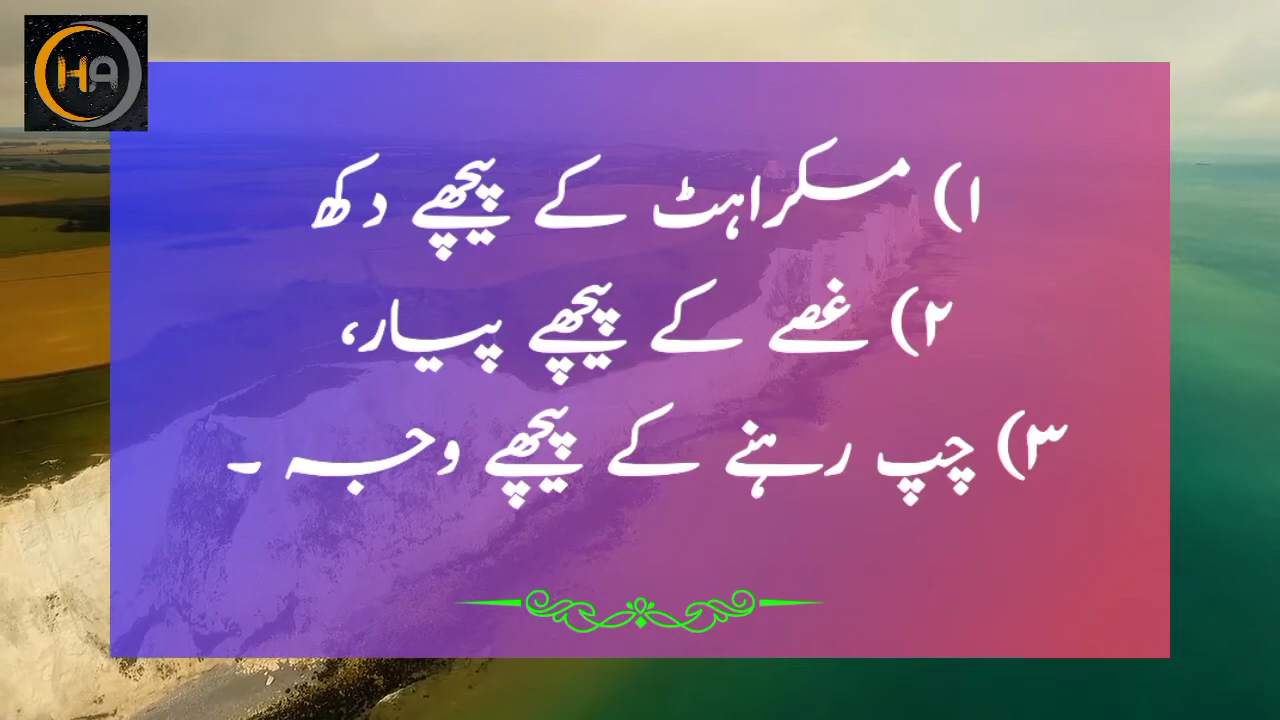 HA
۱) مسکراہٹ کے پیچھے دکھ
۲) غصے کے پیچھے پیار،
۳) چپ رہنے کے پیچھے وجہ ۔